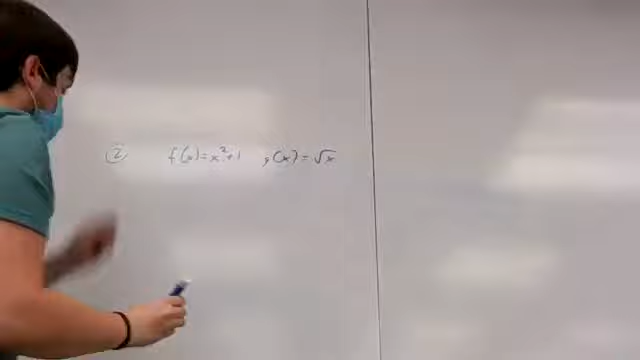 ② f(x)=x²+1 , g(x)=√x